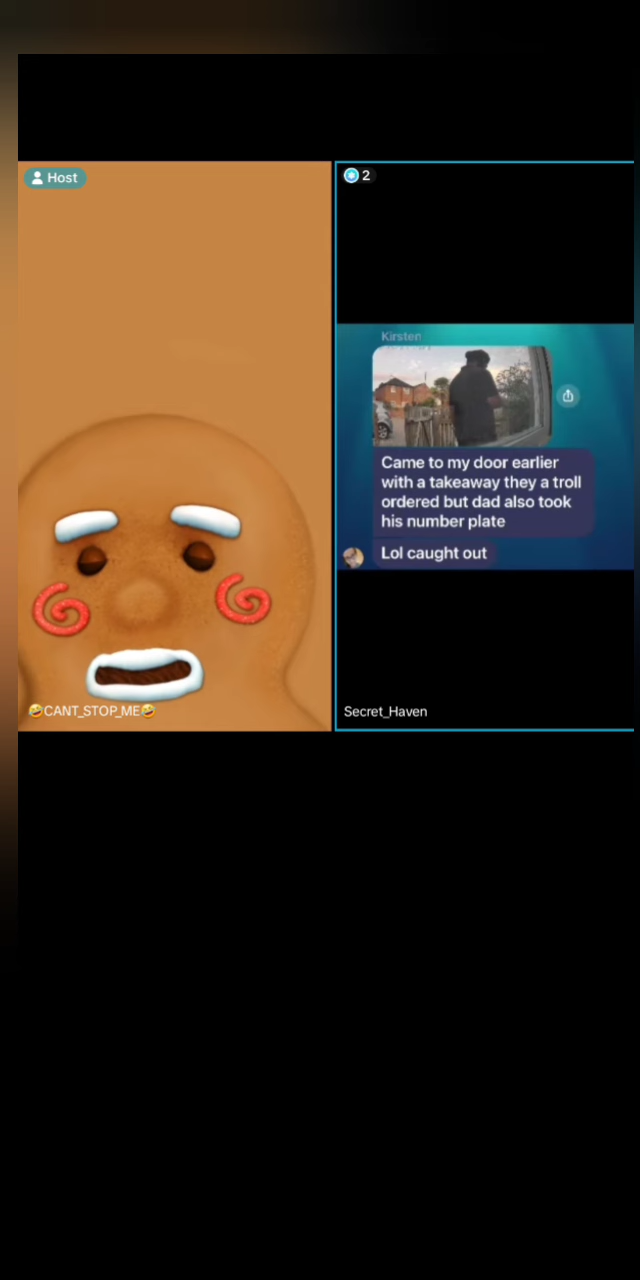 Host
2
Kirsten
Came to my door earlier
with a takeaway they a troll
ordered but dad also took
his number plate
Lol caught out
🤣CANT_STOP_ME🤣
Secret_Haven